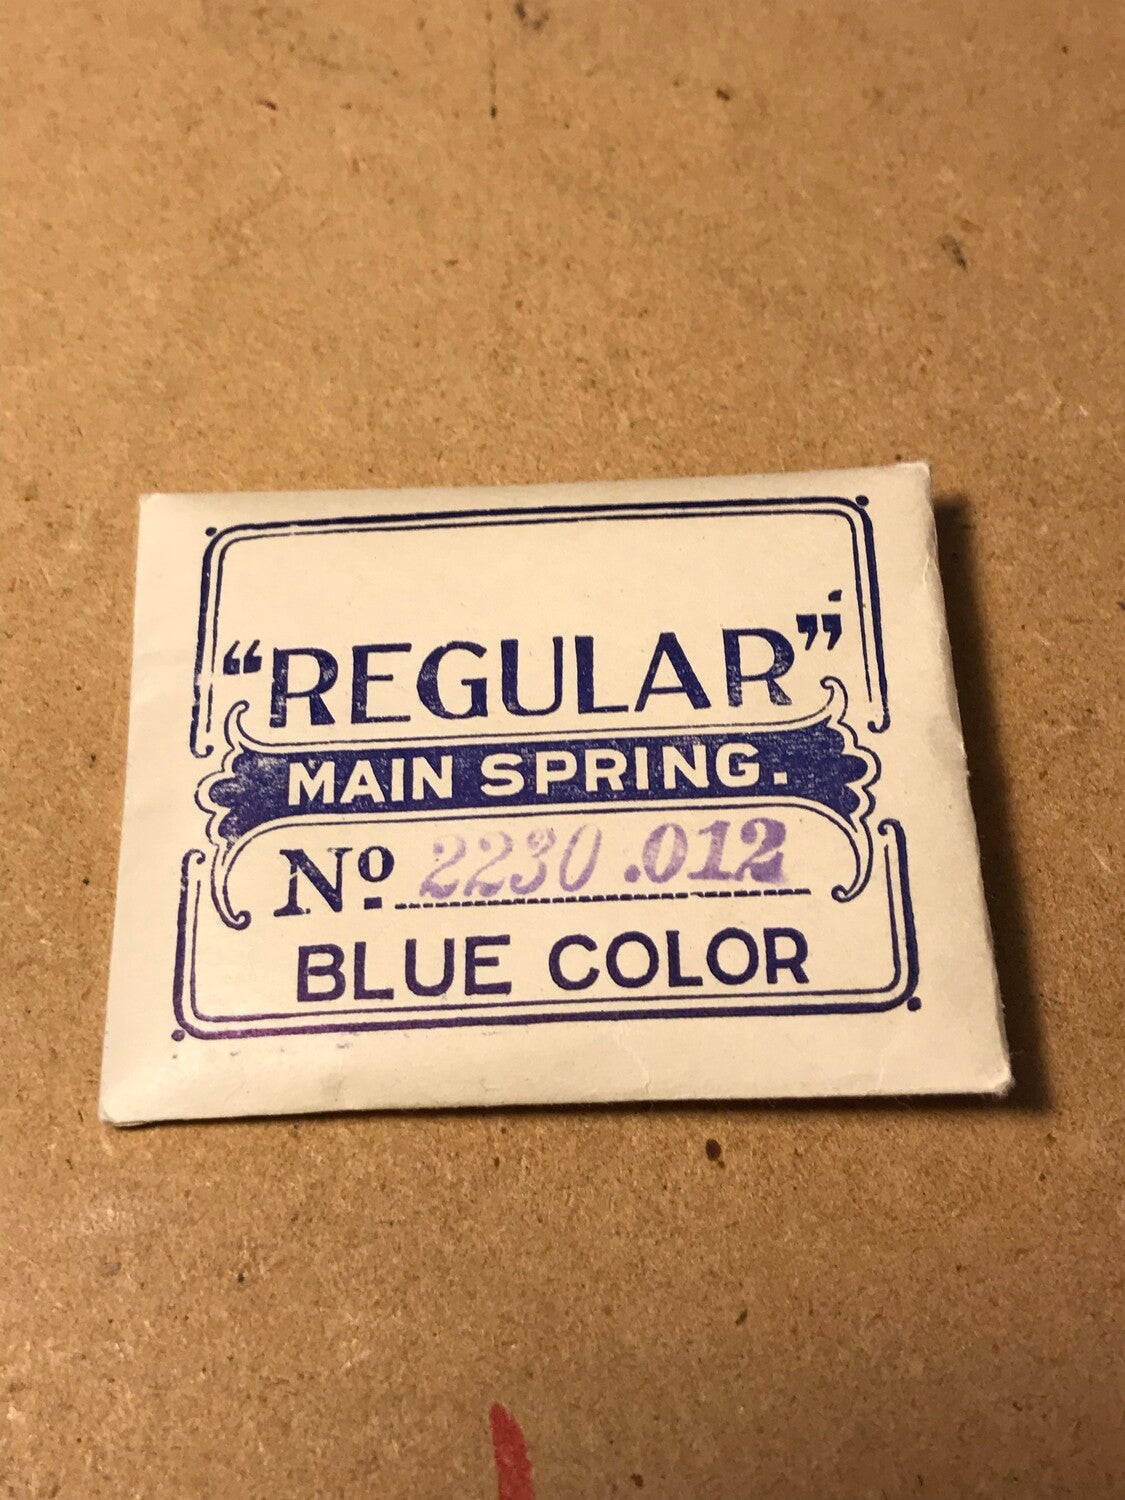 “REGULAR”
MAIN SPRING.
Nº 2230 .012
BLUE COLOR